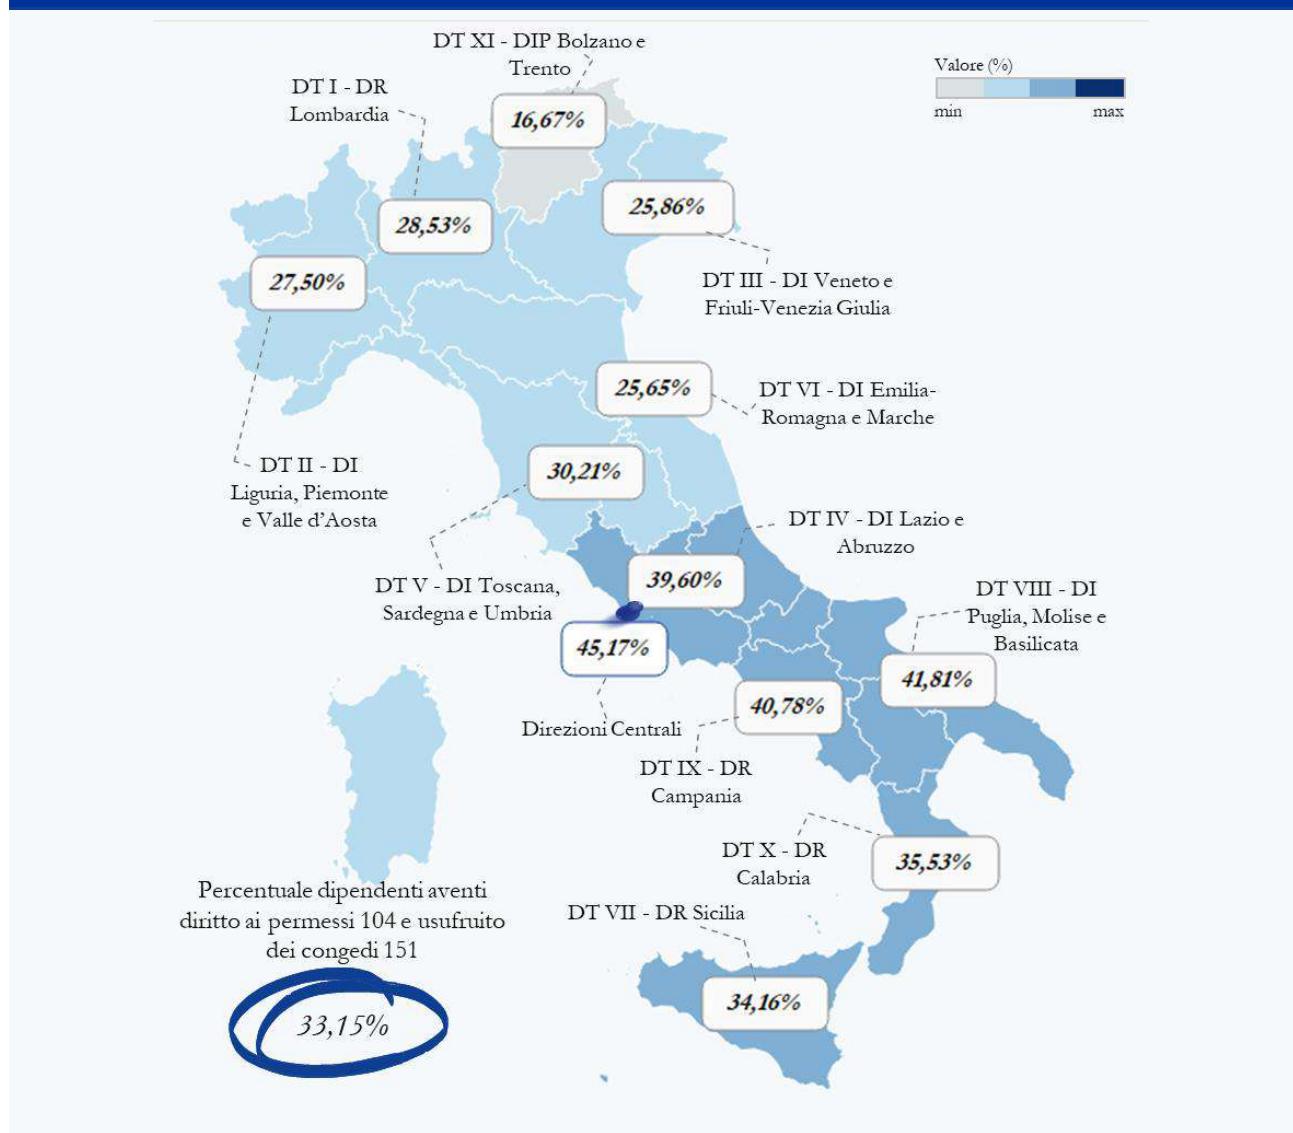 DT XI - DIP Bolzano e
Trento
Valore (%)
min
max
DT I - DR
Lombardia
16,67%
28,53%
25,86%
27,50%
DT III - DI Veneto e
Friuli-Venezia Giulia
25,65%
DT VI - DI Emilia-
Romagna e Marche
DT II - DI
Liguria, Piemonte
e Valle d'Aosta
30,21%
DT IV - DI Lazio e
Abruzzo
39,60%
DT V - DI Toscana,
Sardegna e Umbria
DT VIII - DI
Puglia, Molise e
Basilicata
45,17%
41,81%
40,78%
Direzioni Centrali
DT IX - DR
Campania
DT X - DR
Calabria
35,53%
Percentuale dipendenti aventi
diritto ai permessi 104 e usufruito
dei congedi 151
33,15%
DT VII - DR Sicilia
34,16%